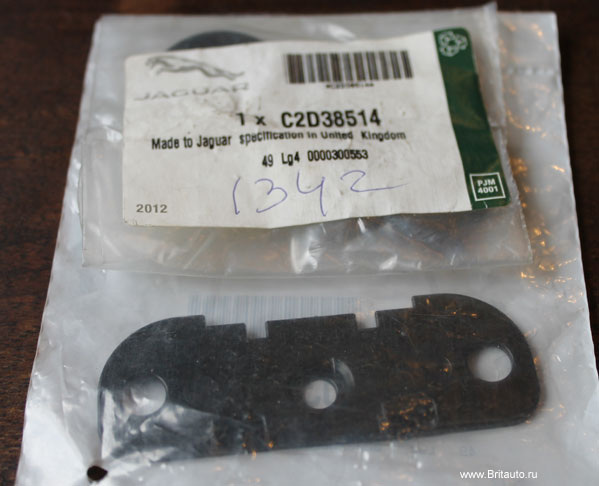 JAGUAR
1 x C2D38514
Made to Jaguar specification in United Kingdom
49 Lg4 0000300553
1342
2012
PJM
4001
www.Britauto.ru